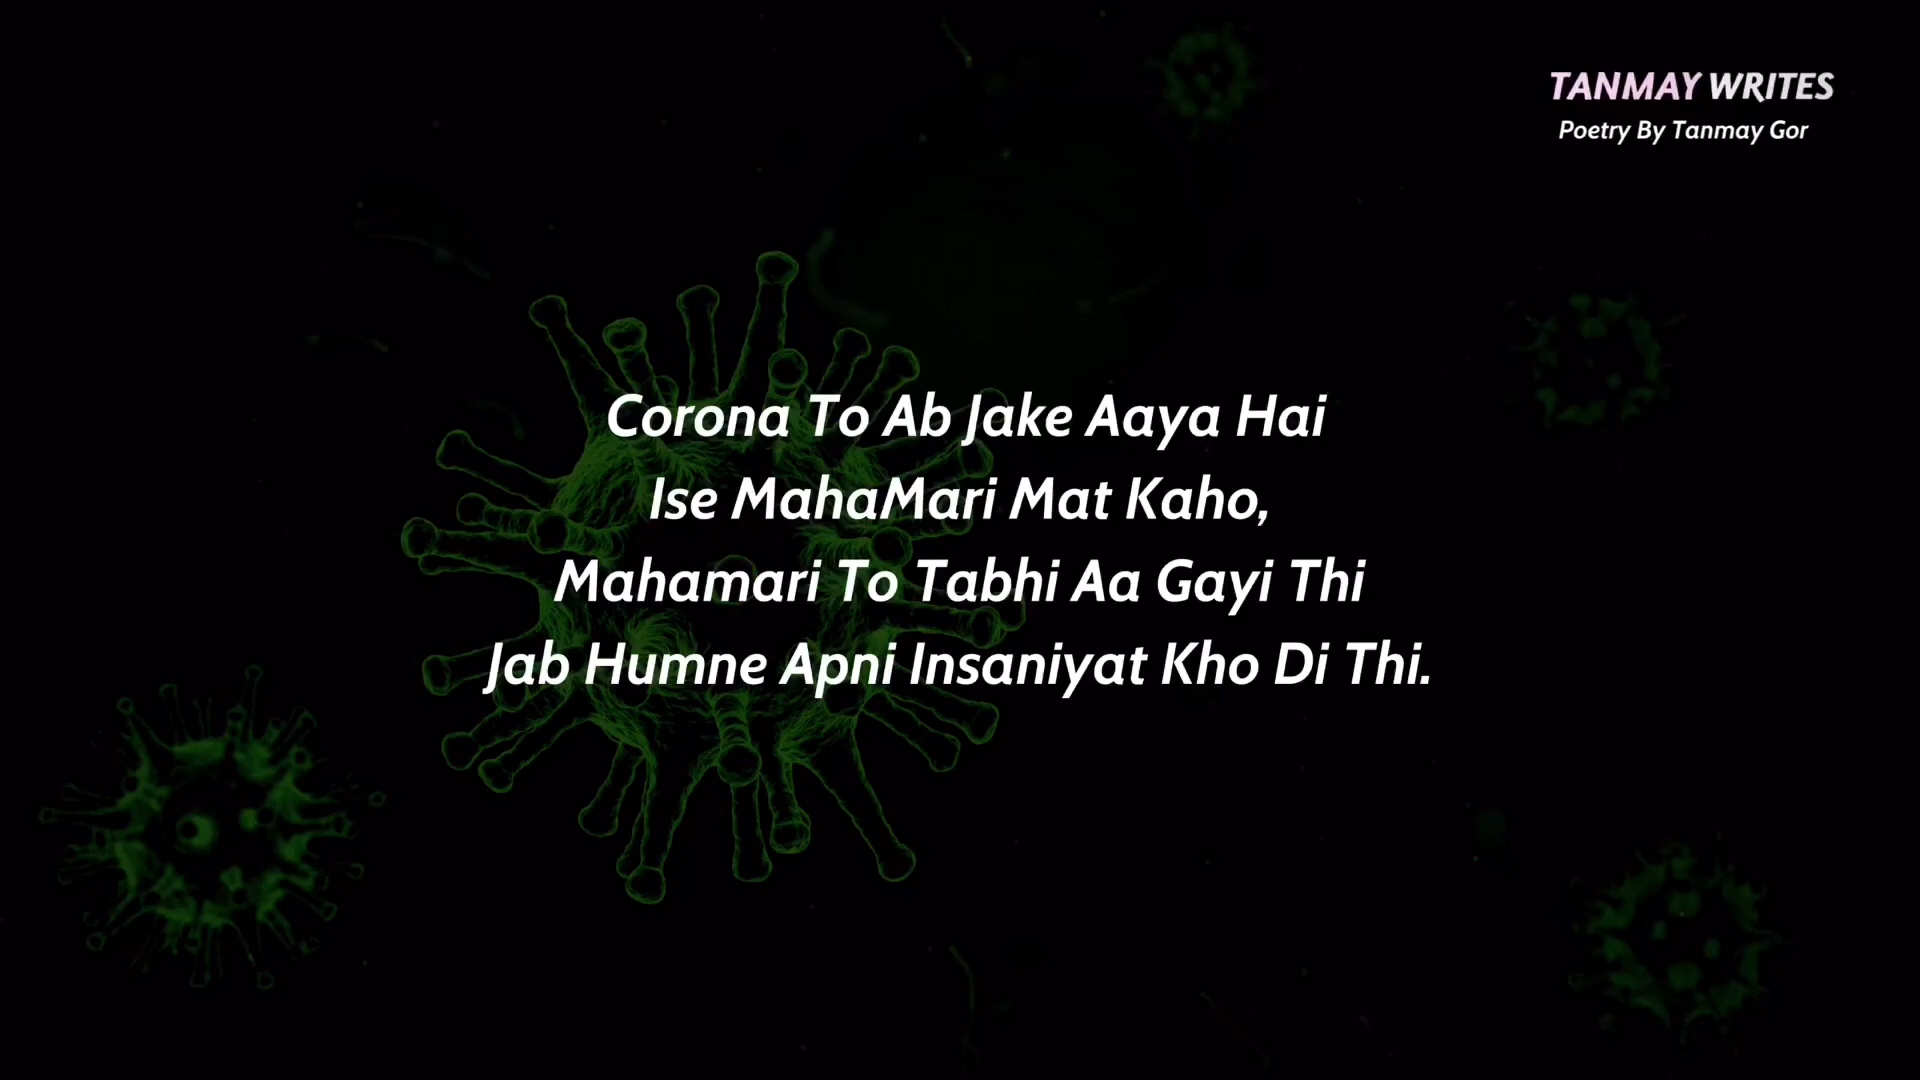 TANMAY WRITES
Poetry By Tanmay Gor
Corona To Ab Jake Aaya Hai
Ise MahaMari Mat Kaho,
Mahamari To Tabhi Aa Gayi Thi
Jab Humne Apni Insaniyat Kho Di Thi.